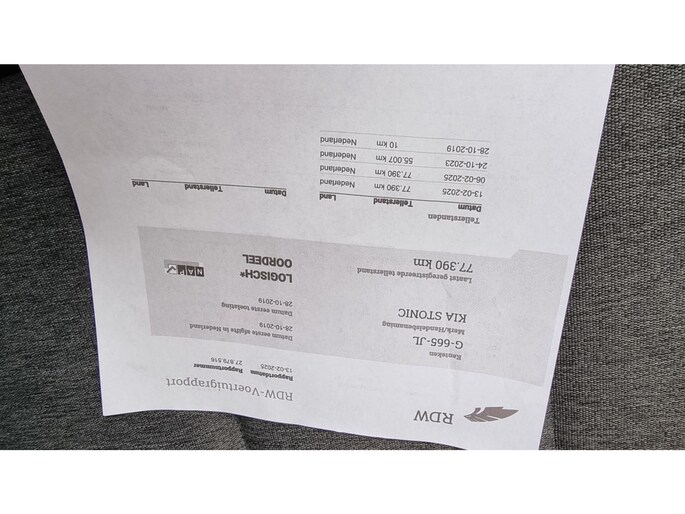 RDW
RDW-Voertuigrapport
Rapportdatum Rapportnummer
13-02-2025 27.879.516
Kenteken
G-665-JL
Merk/Handelsbenaming
KIA STONIC
Datum eerste afgifte in Nederland
28-10-2019
Datum eerste toelating
28-10-2019
Laatst geregistreerde tellerstand
77.390 km
LOGISCH*
OORDEEL
NAP
Tellerstanden
Datum Tellerstand Land
13-02-2025 77.390 km Nederland
06-02-2025 77.390 km Nederland
24-10-2023 55.007 km Nederland
28-10-2019 10 km Nederland
Datum Tellerstand Land